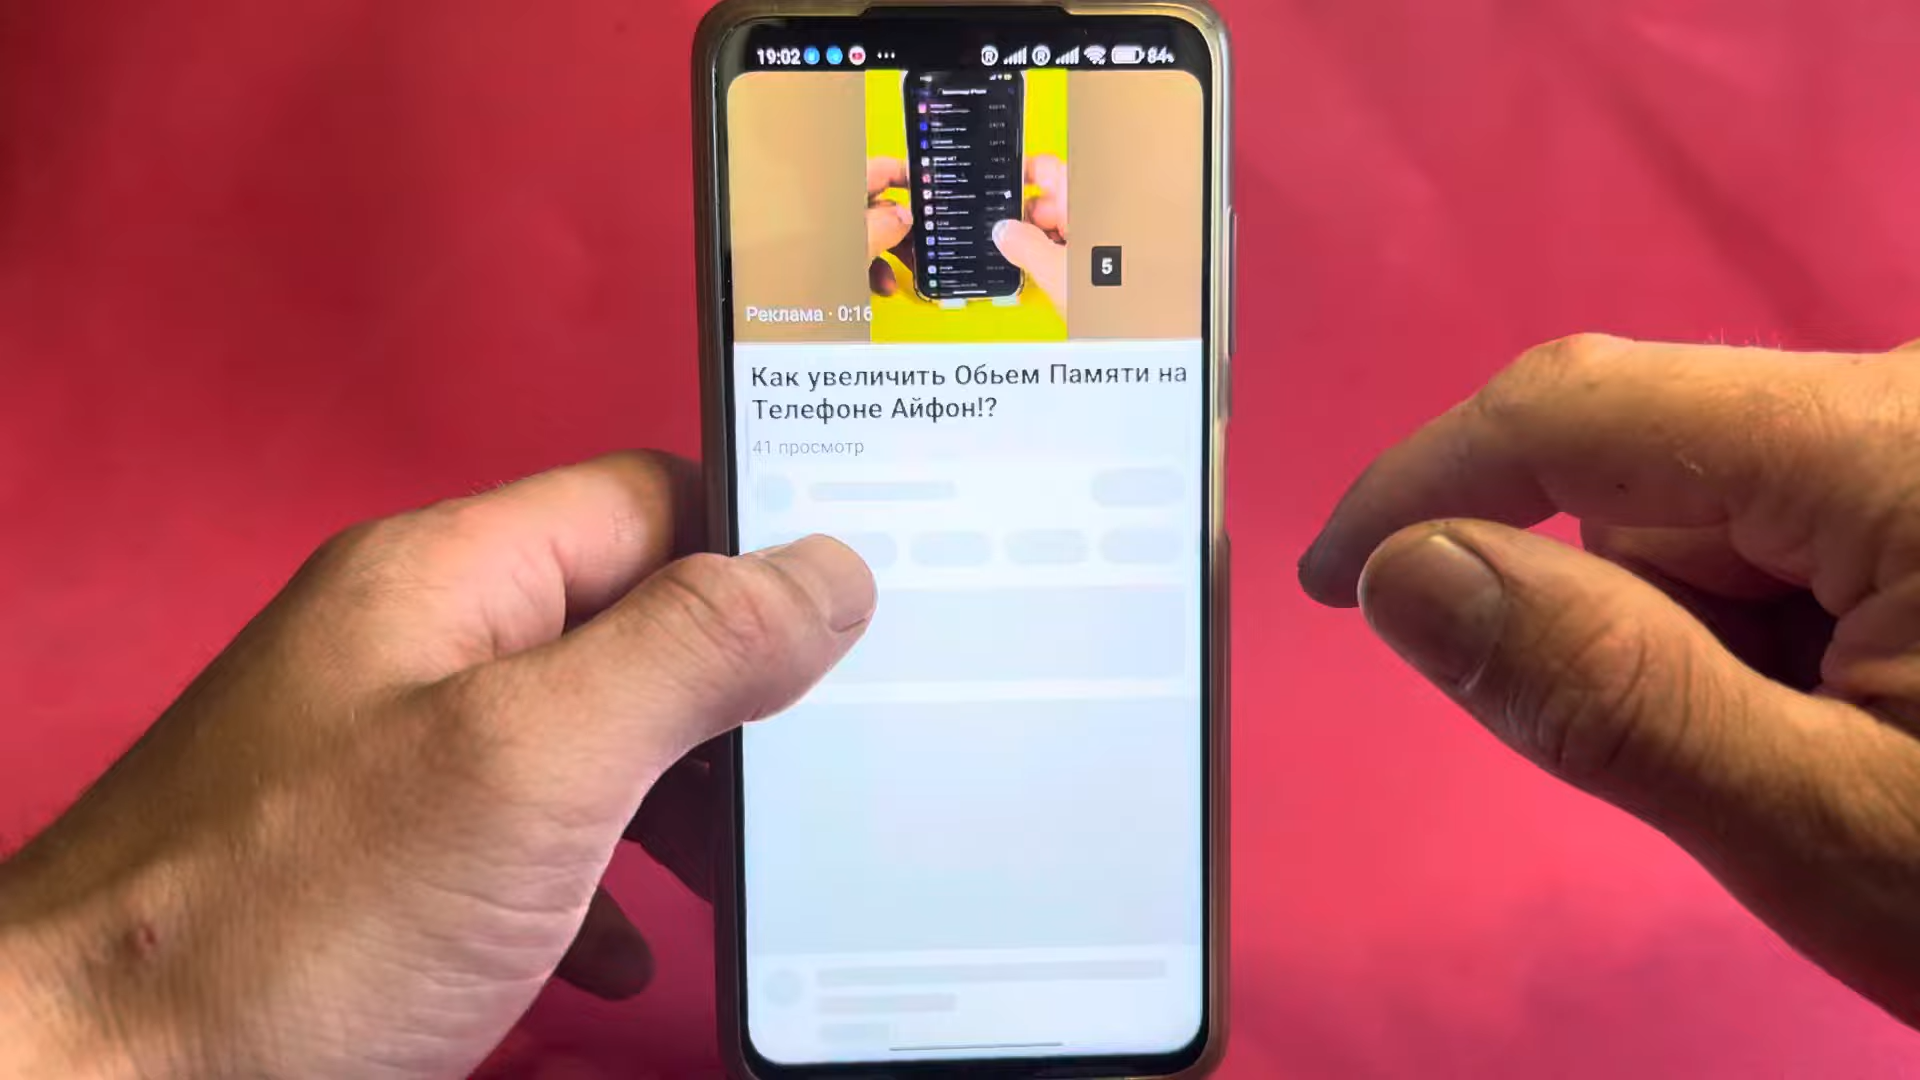 19:02 ® ® 84%
5
Реклама · 0:16
Как увеличить Обьем Памяти на
Телефоне Айфон!?
41 просмотр